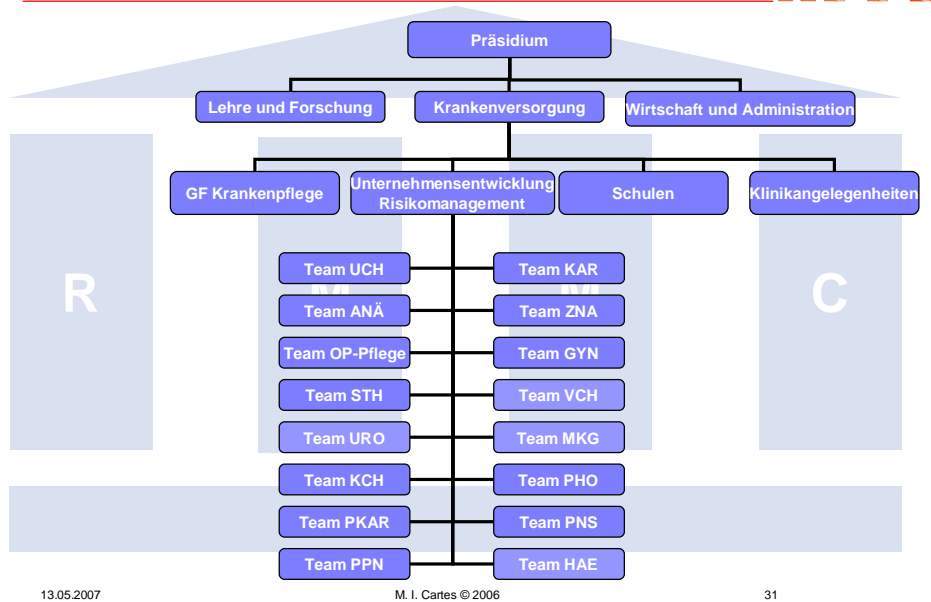 Präsidium
Lehre und Forschung
Krankenversorgung
Wirtschaft und Administration
GF Krankenpflege
Unternehmensentwicklung
Risikomanagement
Schulen
Klinikangelegenheiten
Team UCH
Team KAR
Team ANÄ
Team ZNA
Team OP-Pflege
Team GYN
Team STH
Team VCH
Team URO
Team MKG
Team KCH
Team PHO
Team PKAR
Team PNS
Team PPN
Team HAE
R
M
M
C
13.05.2007
M. I. Cartes © 2006
31